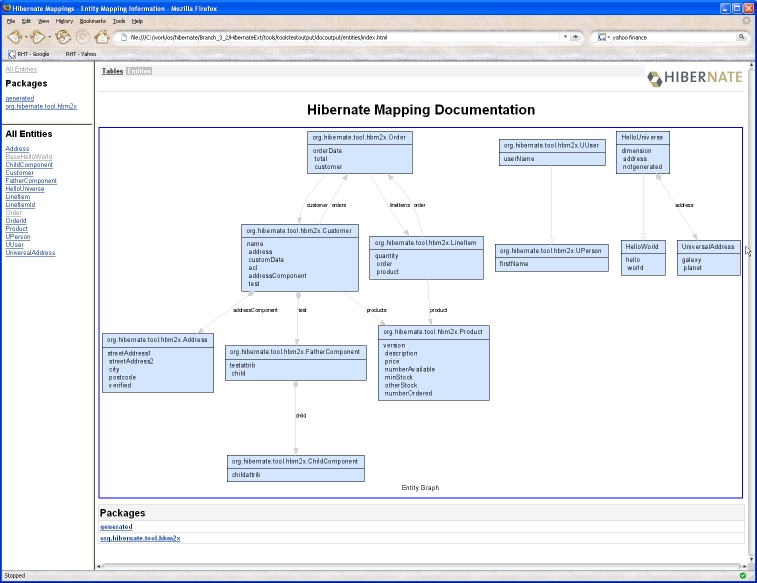 Hibernate Mappings - Entity Mapping Information - Mozilla Firefox
File Edit View History Bookmarks Tools Help
file:///C:/work/os/hibernate/Branch_3_2/HibernateExt/tools/toolstestoutput/docoutput/entities/index.html
yahoo finance
RHT - Google RHT - Yahoo
All Entities
Packages
generated
org.hibernate.tool.hbm2x
All Entities
Address
BaseHelloWorld
ChildComponent
Customer
FatherComponent
HelloUniverse
LineItem
LineItemId
Order
OrderId
Product
UPerson
UUser
UniversalAddress
Tables Entities
HIBERNATE
Hibernate Mapping Documentation
org.hibernate.tool.hbm2x.Order
orderDate
total
customer
org.hibernate.tool.hbm2x.UUser
userName
HelloUniverse
dimension
address
notgenerated
customer orders
lineItems order
address
org.hibernate.tool.hbm2x.Customer
name
address
customDate
acl
addressComponent
test
org.hibernate.tool.hbm2x.LineItem
quantity
order
product
org.hibernate.tool.hbm2x.UPerson
firstName
HelloWorld
hello
world
UniversalAddress
galaxy
planet
addressComponent
test
products
product
org.hibernate.tool.hbm2x.Address
streetAddress1
streetAddress2
city
postcode
verified
org.hibernate.tool.hbm2x.FatherComponent
testattrib
child
org.hibernate.tool.hbm2x.Product
version
description
price
numberAvailable
minStock
otherStock
numberOrdered
child
org.hibernate.tool.hbm2x.ChildComponent
childattrib
Entity Graph
Packages
generated
org.hibernate.tool.hbm2x
Stopped